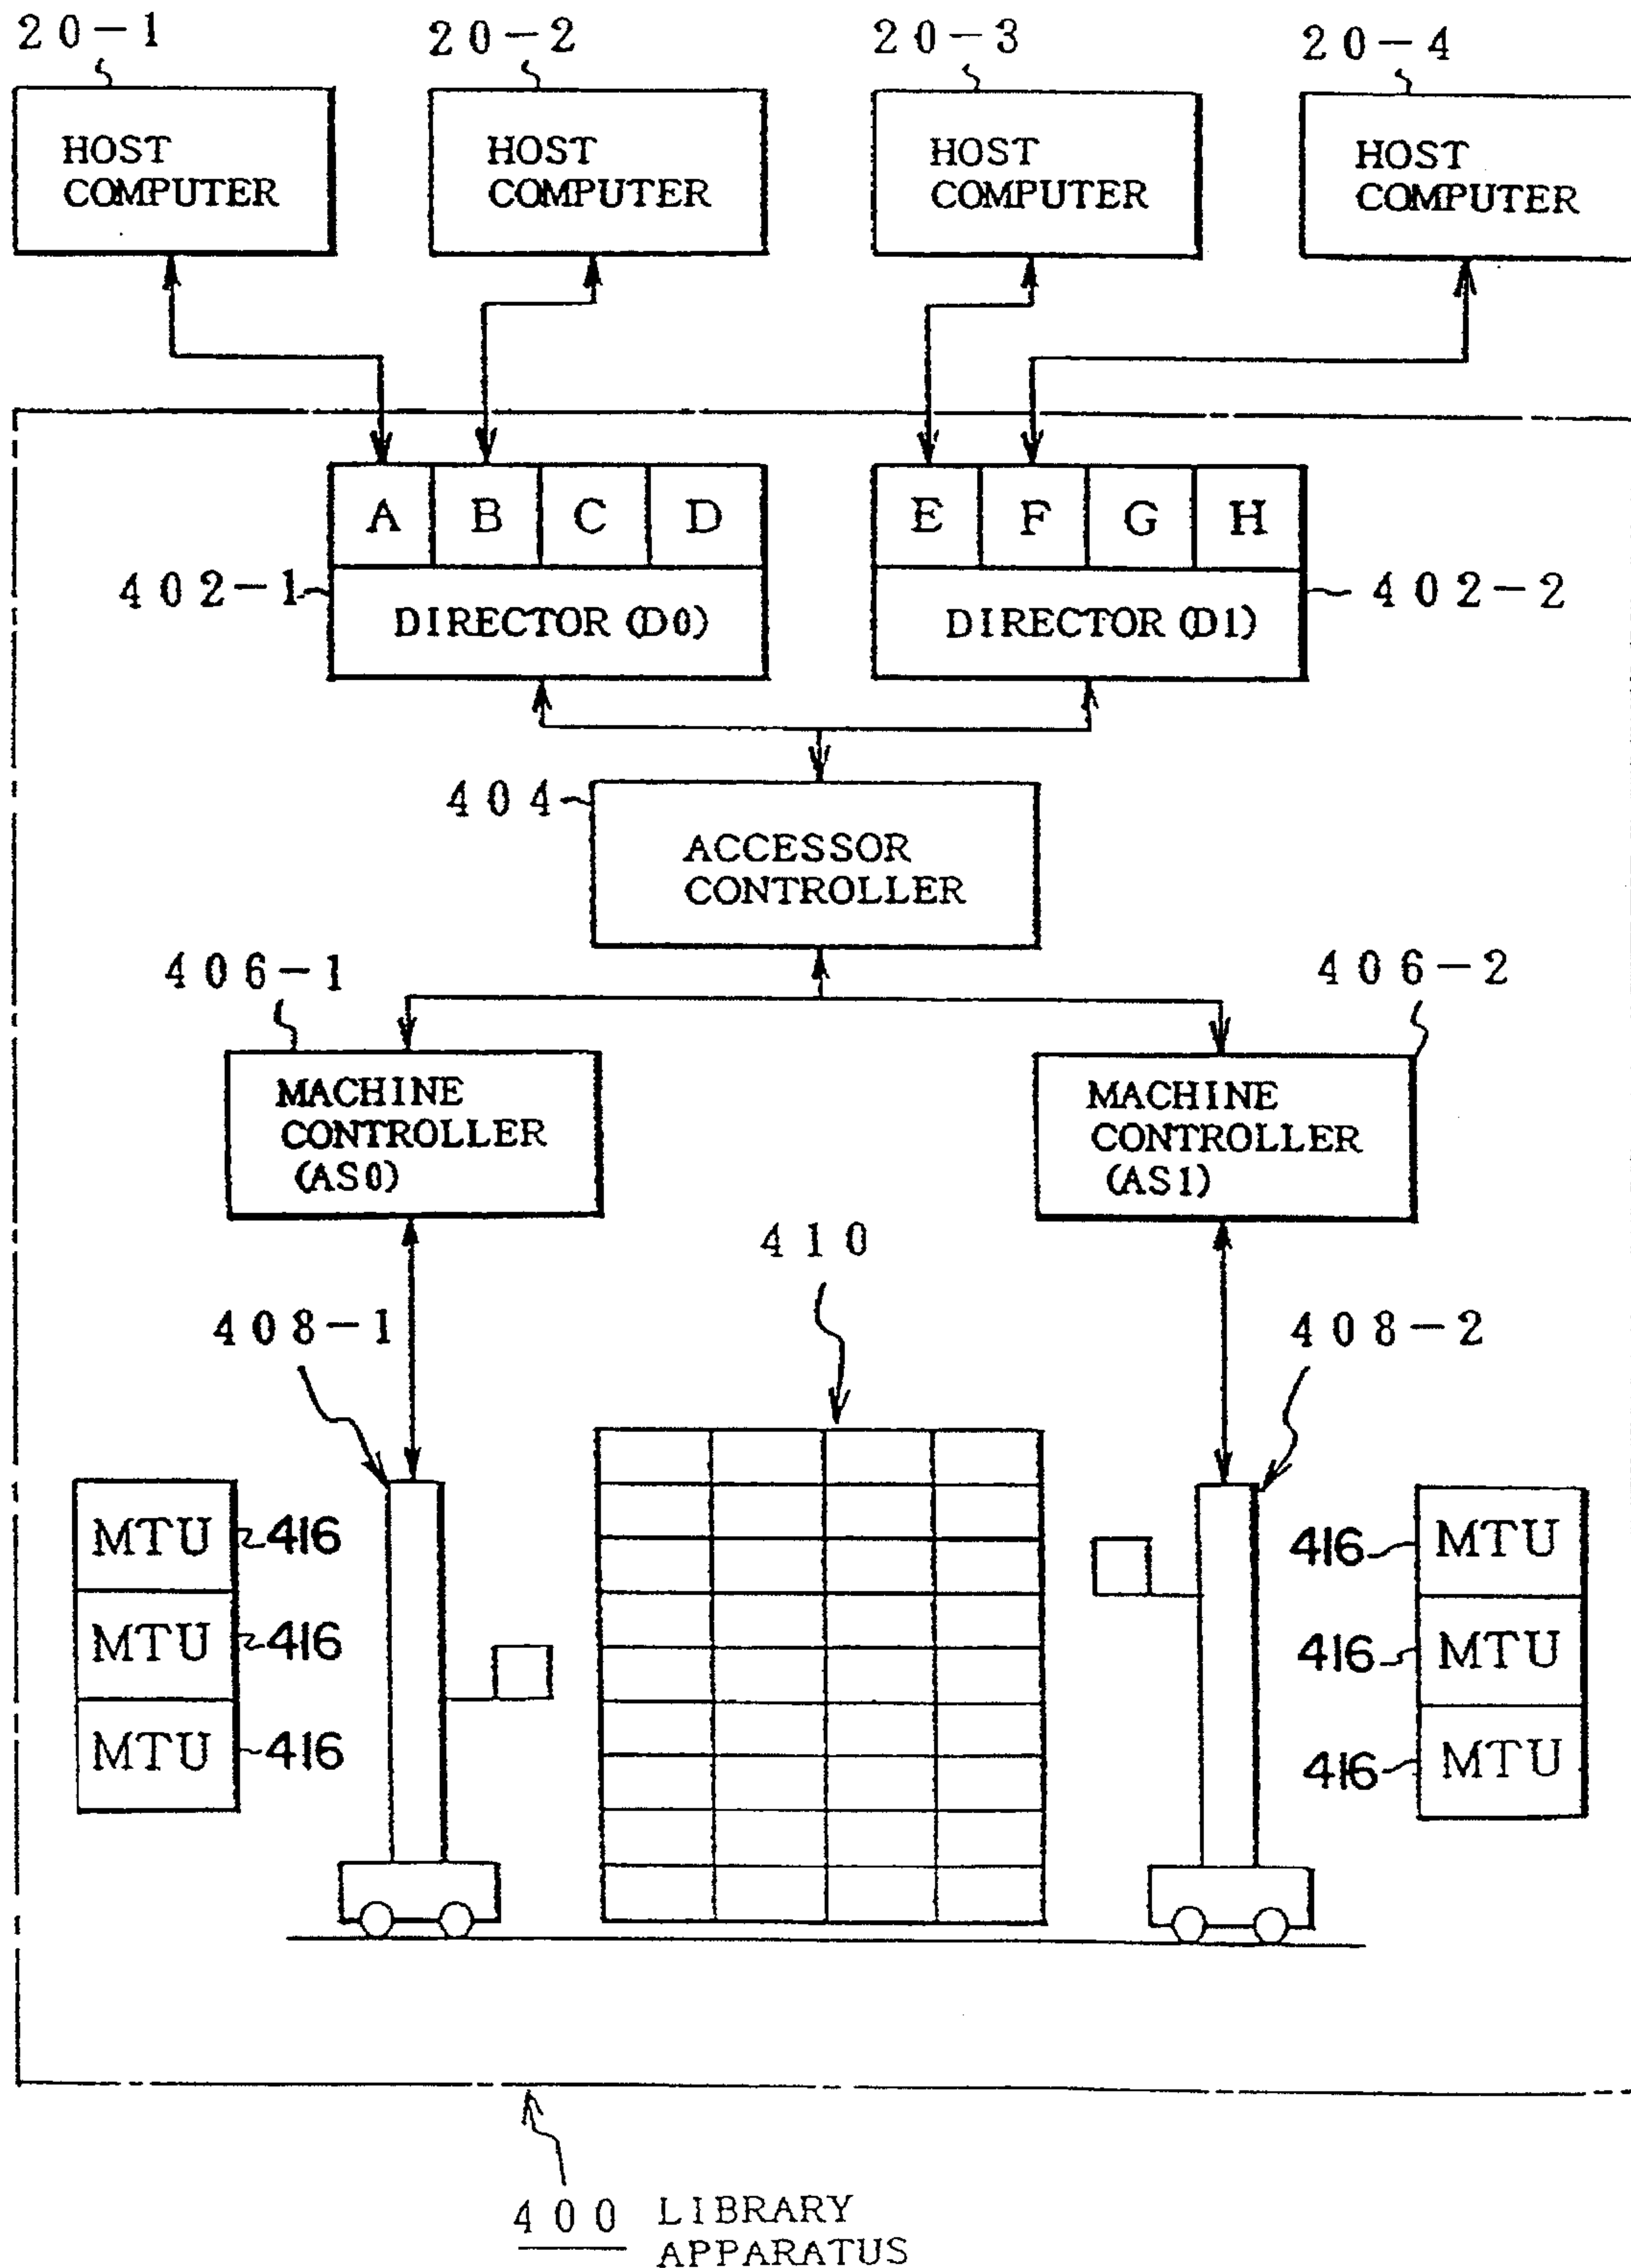 20-1 20-2 20-3 20-4
HOST COMPUTER
HOST COMPUTER
HOST COMPUTER
HOST COMPUTER
A B C D E F G H
402-1 DIRECTOR (D0) DIRECTOR (D1) 402-2
404
ACCESSOR
CONTROLLER
406-1 406-2
MACHINE
CONTROLLER
(AS0)
MACHINE
CONTROLLER
(AS1)
410
408-1 408-2
MTU 416 416 MTU
MTU 416 416 MTU
MTU 416 416 MTU
400 LIBRARY
APPARATUS